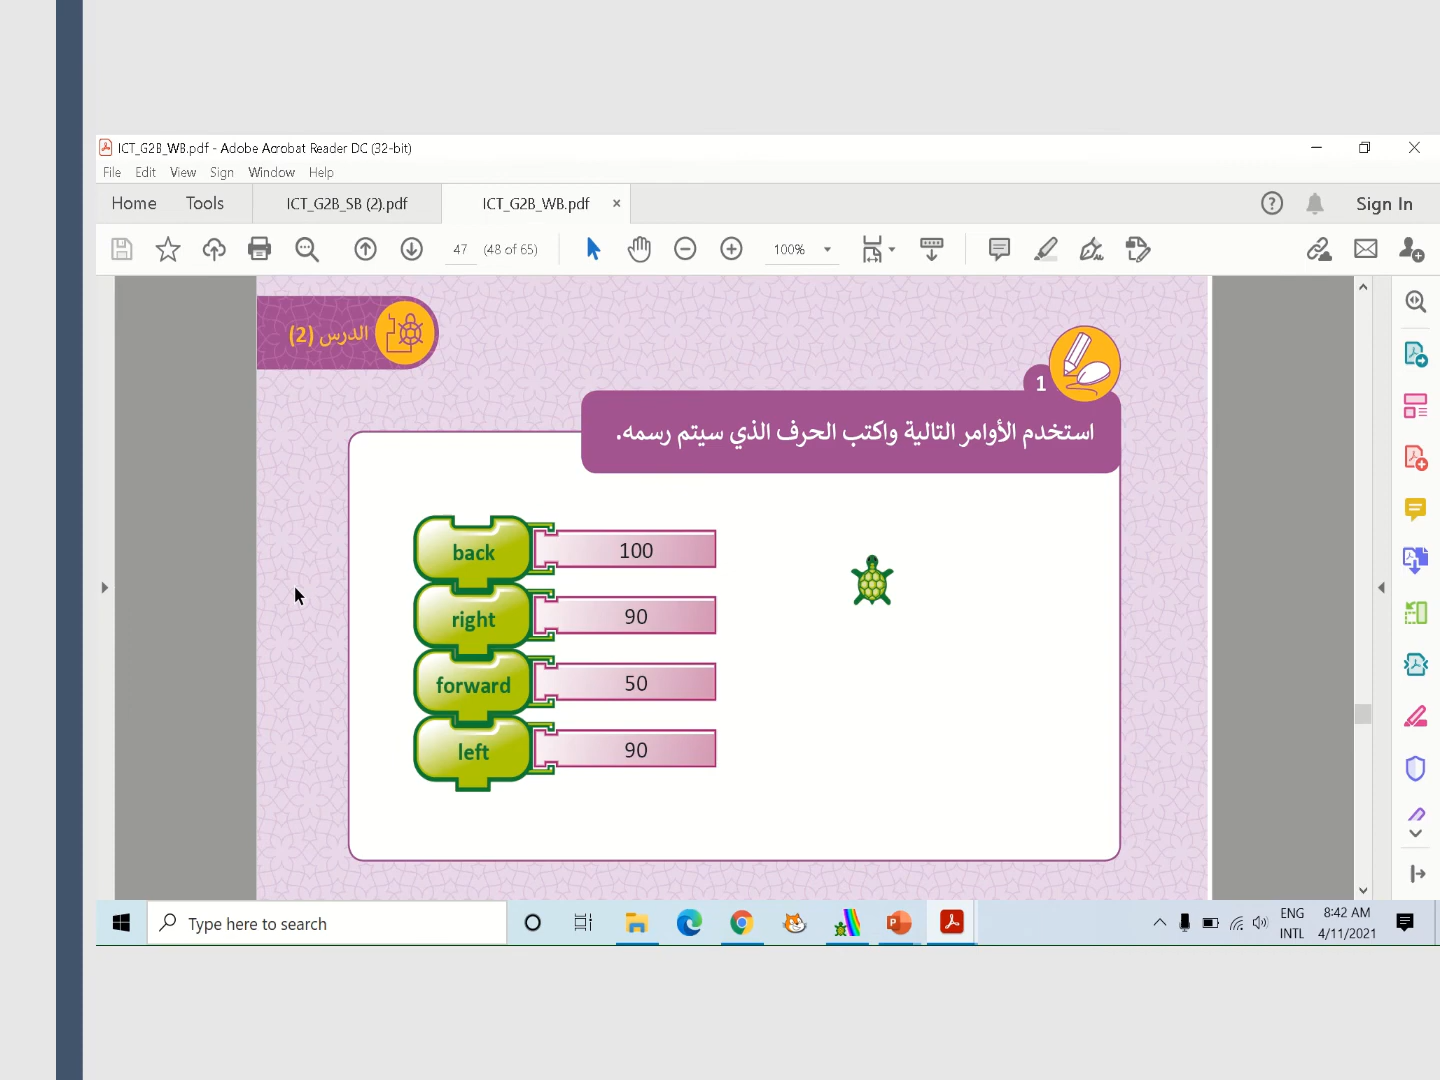 ICT_G2B_WB.pdf - Adobe Acrobat Reader DC (32-bit)
File Edit View Sign Window Help
Home Tools ICT_G2B_SB (2).pdf ICT_G2B_WB.pdf × Sign In
47 (48 of 65) 100%
الدرس (2)
1
استخدم الأوامر التالية واكتب الحرف الذي سيتم رسمه.
back 100
right 90
forward 50
left 90
Type here to search
ENG 8:42 AM
INTL 4/11/2021